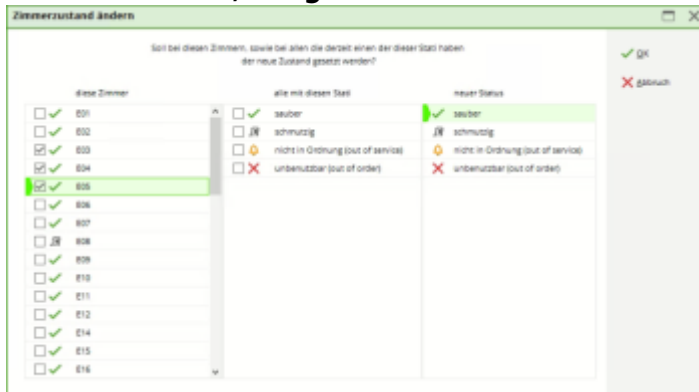 Zimmerzustand ändern
Soll bei diesen Zimmern, sowie bei allen die derzeit einen der dieser Stati haben
der neue Zustand gesetzt werden?
OK
Abbruch
diese Zimmer
alle mit diesen Stati
neuer Status
E01
sauber
sauber
E02
schmutzig
schmutzig
E03
nicht in Ordnung (out of service)
nicht in Ordnung (out of service)
E04
unbenutzbar (out of order)
unbenutzbar (out of order)
E05
E06
E07
E08
E09
E10
E11
E12
E14
E15
E16